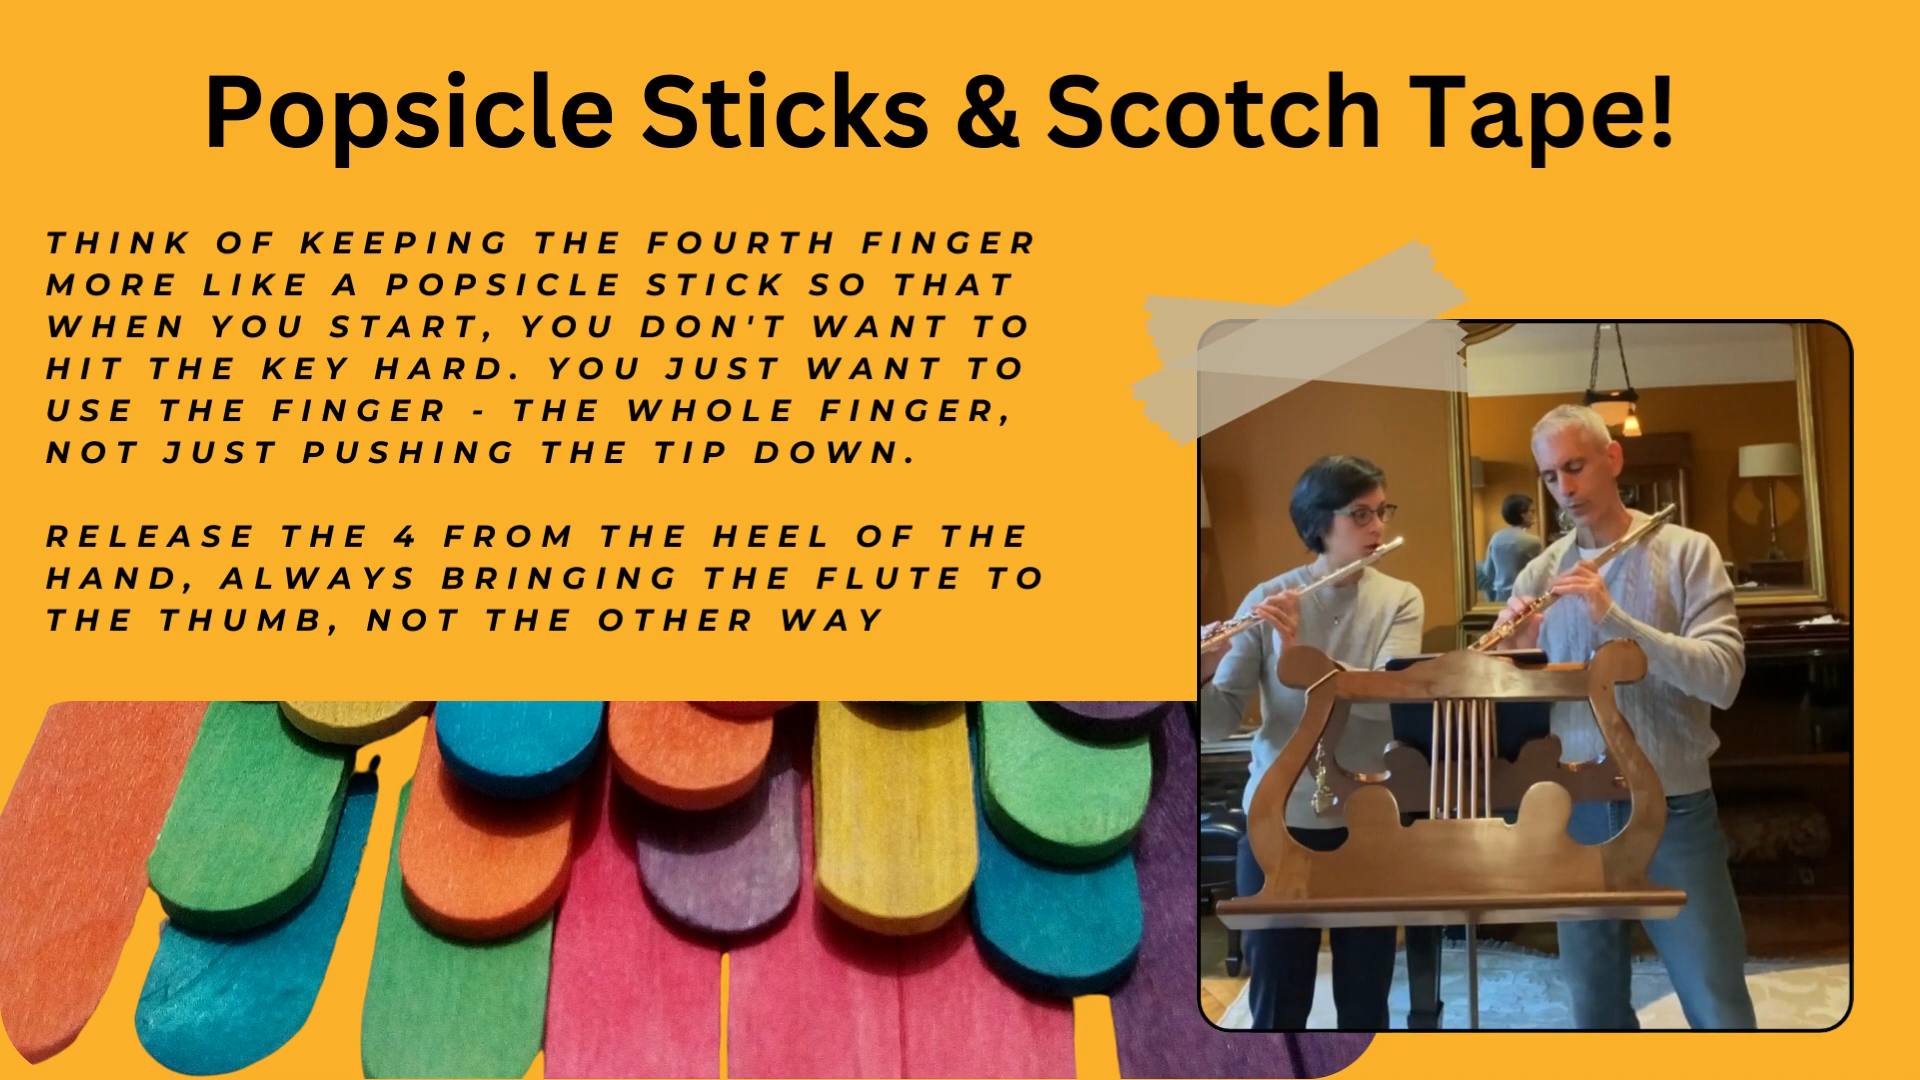 Popsicle Sticks & Scotch Tape!
THINK OF KEEPING THE FOURTH FINGER
MORE LIKE A POPSICLE STICK SO THAT
WHEN YOU START, YOU DON'T WANT TO
HIT THE KEY HARD. YOU JUST WANT TO
USE THE FINGER - THE WHOLE FINGER,
NOT JUST PUSHING THE TIP DOWN.
RELEASE THE 4 FROM THE HEEL OF THE
HAND, ALWAYS BRINGING THE FLUTE TO
THE THUMB, NOT THE OTHER WAY